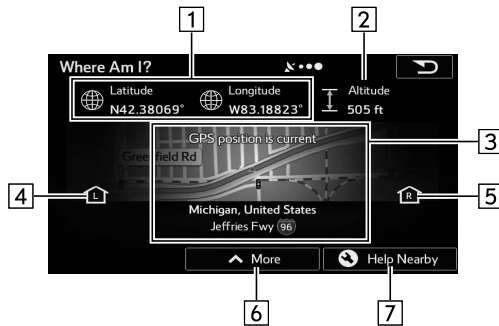 1
2
Where Am I?
Latitude
N42.38069°
Longitude
W83.18823°
Altitude
505 ft
3
GPS position is current
Greenfield Rd
4
L
R
5
Michigan, United States
Jeffries Fwy 96
More
Help Nearby
6
7